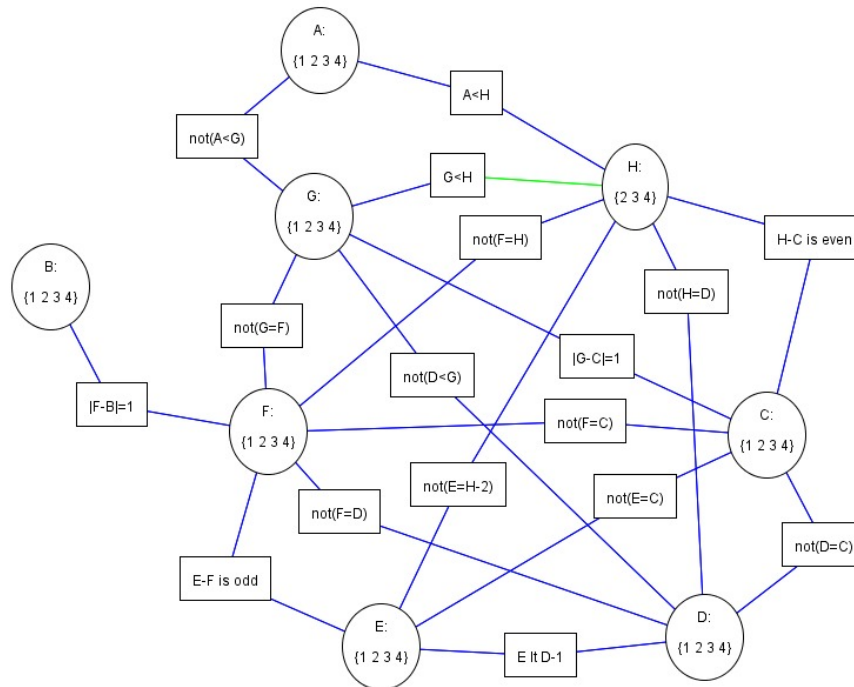 A:
{1 2 3 4}
A<H
not(A<G)
H:
{2 3 4}
G<H
G:
{1 2 3 4}
not(F=H)
H-C is even
B:
{1 2 3 4}
not(H=D)
not(G=F)
not(D<G)
|G-C|=1
|F-B|=1
F:
{1 2 3 4}
not(F=C)
C:
{1 2 3 4}
not(F=D)
not(E=H-2)
not(E=C)
not(D=C)
E-F is odd
E:
{1 2 3 4}
E lt D-1
D:
{1 2 3 4}